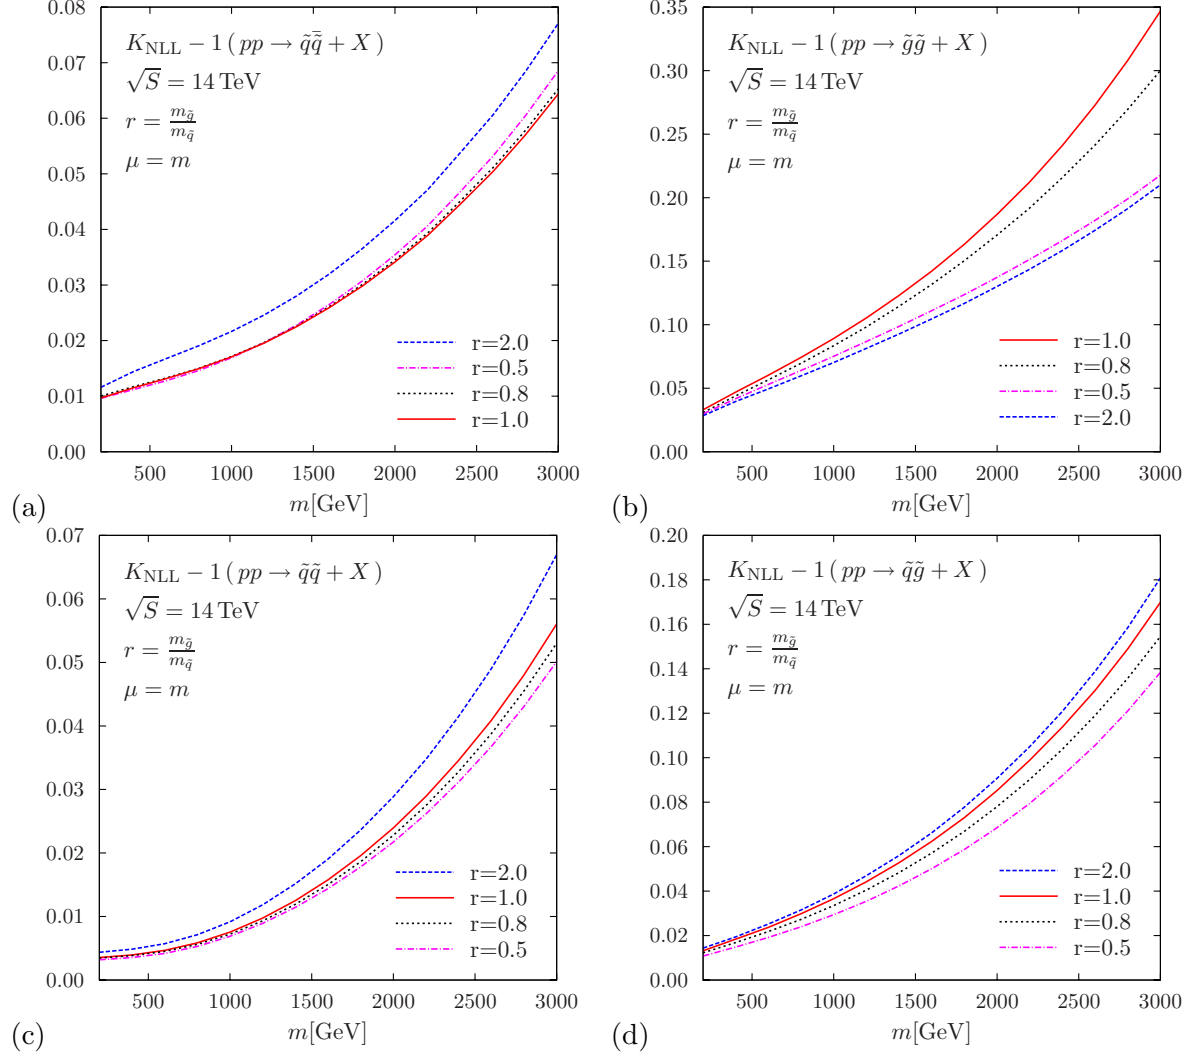 0.08
0.07
0.06
0.05
0.04
0.03
0.02
0.01
0.00
K_NLL − 1 ( pp → q̃q̃̄ + X )
√S = 14 TeV
r = m_g̃/m_q̃
μ = m
r=2.0
r=0.5
r=0.8
r=1.0
500 1000 1500 2000 2500 3000
m[GeV]
(a)
0.35
0.30
0.25
0.20
0.15
0.10
0.05
0.00
K_NLL − 1 ( pp → g̃g̃ + X )
√S = 14 TeV
r = m_g̃/m_q̃
μ = m
r=1.0
r=0.8
r=0.5
r=2.0
500 1000 1500 2000 2500 3000
m[GeV]
(b)
0.07
0.06
0.05
0.04
0.03
0.02
0.01
0.00
K_NLL − 1 ( pp → q̃q̃ + X )
√S = 14 TeV
r = m_g̃/m_q̃
μ = m
r=2.0
r=1.0
r=0.8
r=0.5
500 1000 1500 2000 2500 3000
m[GeV]
(c)
0.20
0.18
0.16
0.14
0.12
0.10
0.08
0.06
0.04
0.02
0.00
K_NLL − 1 ( pp → q̃g̃ + X )
√S = 14 TeV
r = m_g̃/m_q̃
μ = m
r=2.0
r=1.0
r=0.8
r=0.5
500 1000 1500 2000 2500 3000
m[GeV]
(d)